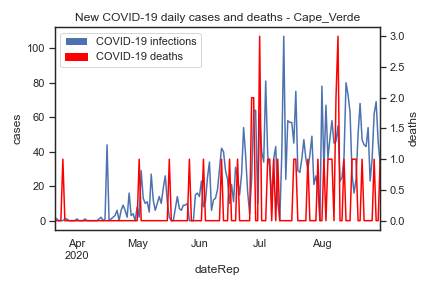 New COVID-19 daily cases and deaths - Cape_Verde
COVID-19 infections
COVID-19 deaths
100
80
60
40
20
0
cases
3.0
2.5
2.0
1.5
1.0
0.5
0.0
deaths
Apr
2020
May
Jun
Jul
Aug
dateRep